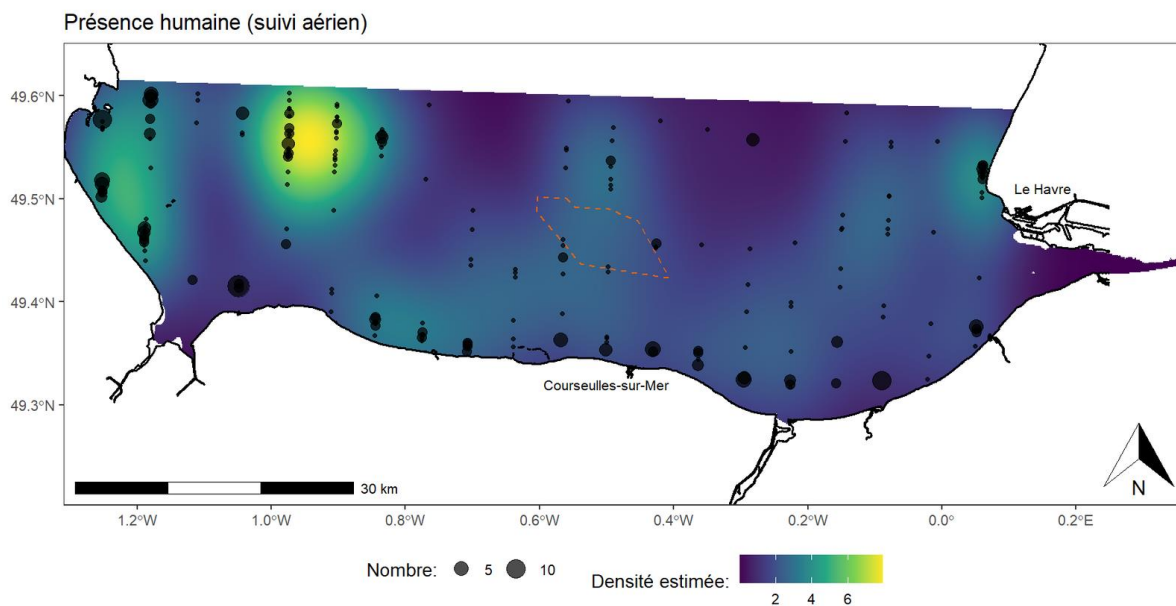 Présence humaine (suivi aérien)
49.6°N
49.5°N
49.4°N
49.3°N
Le Havre
Courseulles-sur-Mer
30 km
N
1.2°W 1.0°W 0.8°W 0.6°W 0.4°W 0.2°W 0.0° 0.2°E
Nombre: 5 10
Densité estimée: 2 4 6